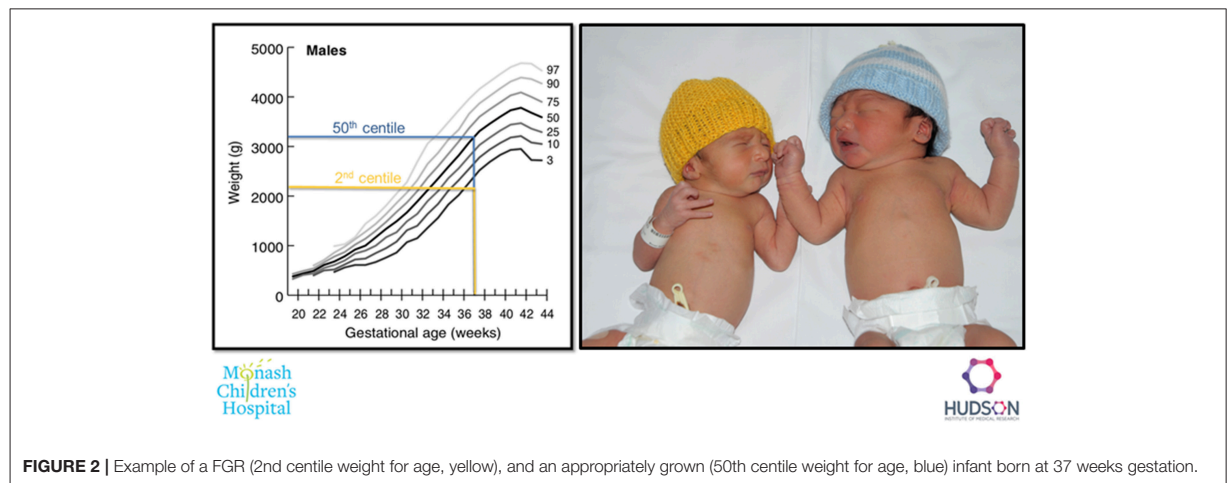 Males
5000
4000
3000
2000
1000
0
Weight (g)
50th centile
2nd centile
97
90
75
50
25
10
3
20 22 24 26 28 30 32 34 36 38 40 42 44
Gestational age (weeks)
Monash
Children's
Hospital
HUDSON
INSTITUTE OF MEDICAL RESEARCH
FIGURE 2 | Example of a FGR (2nd centile weight for age, yellow), and an appropriately grown (50th centile weight for age, blue) infant born at 37 weeks gestation.